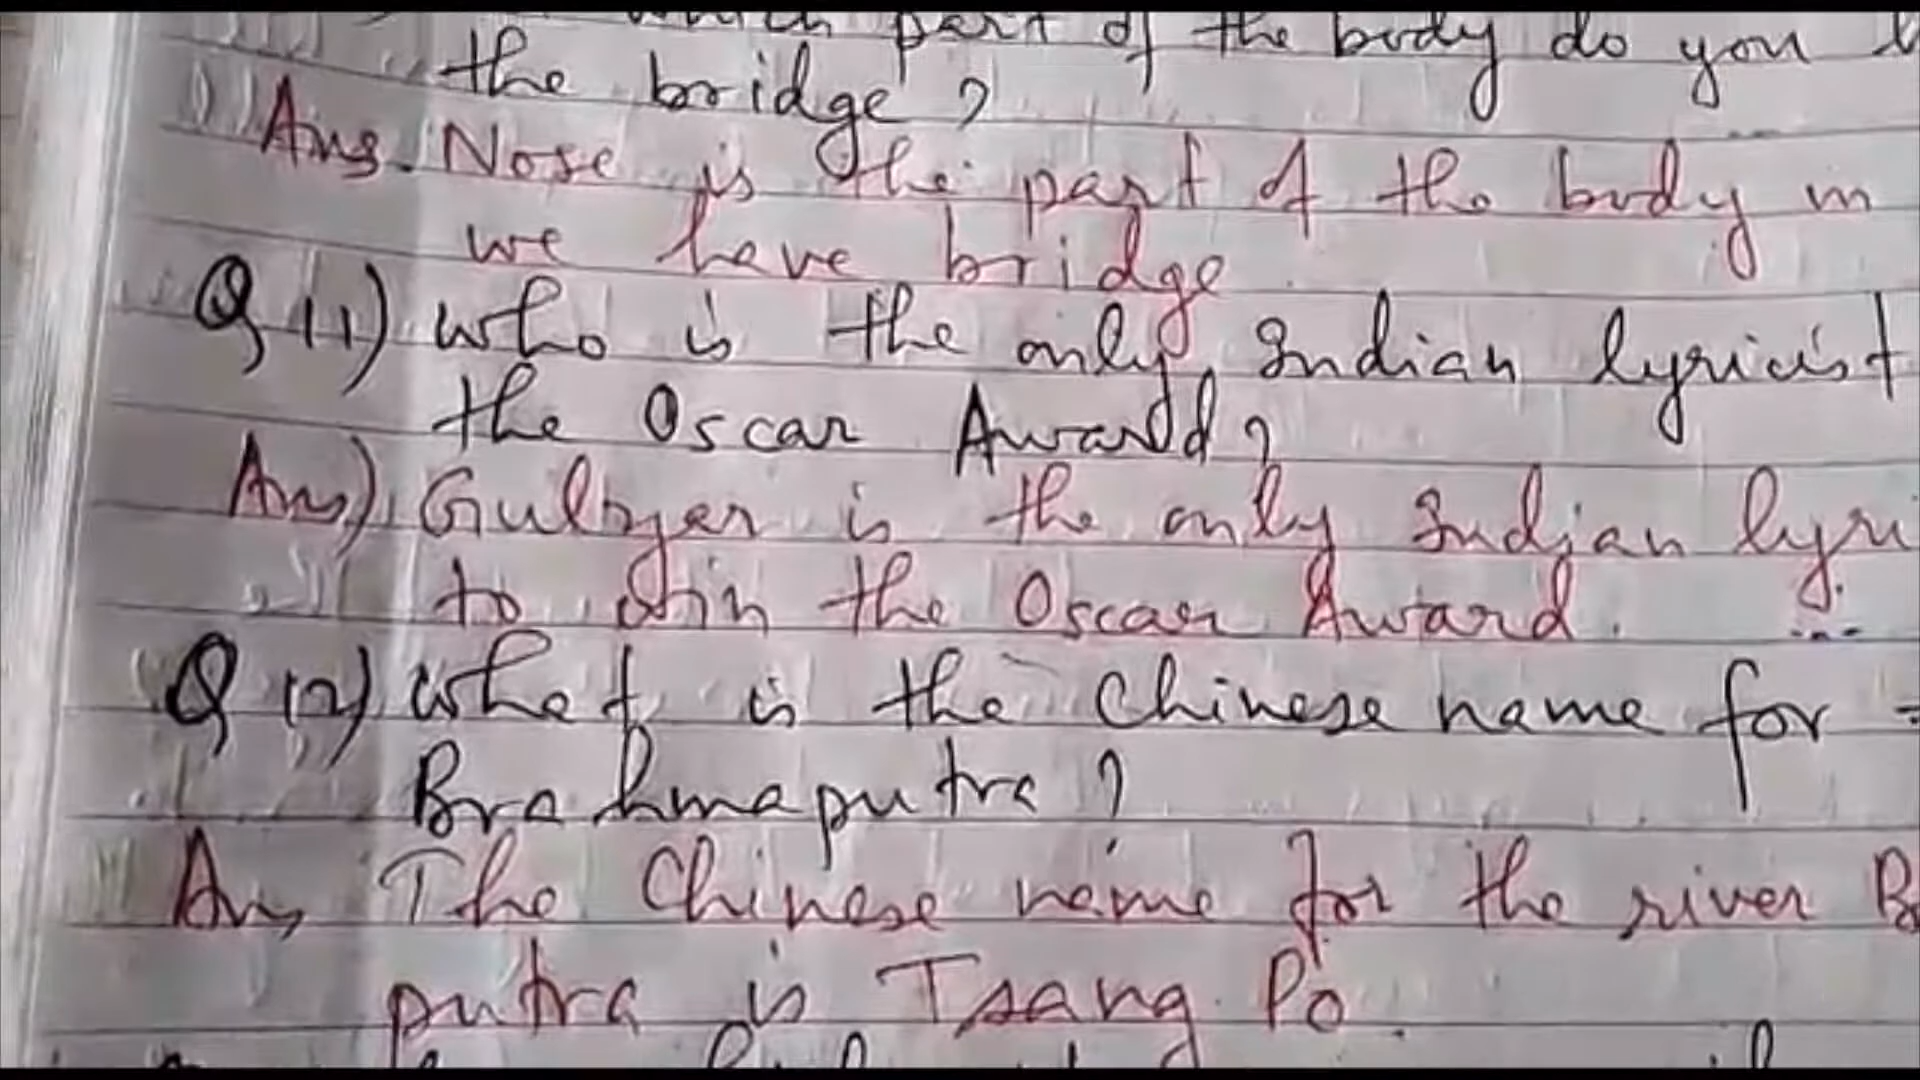 which part of the body do you
the bridge?
Ans. Nose is the part of the body in
we have bridge
Q 11) who is the only Indian lyricist
the Oscar Award?
Ans) Gulzar is the only Indian lyri
to win the Oscar Award.
Q 12) what is the Chinese name for
Brahmaputra?
Ans The Chinese name for the river B
putra is Tsang Po.